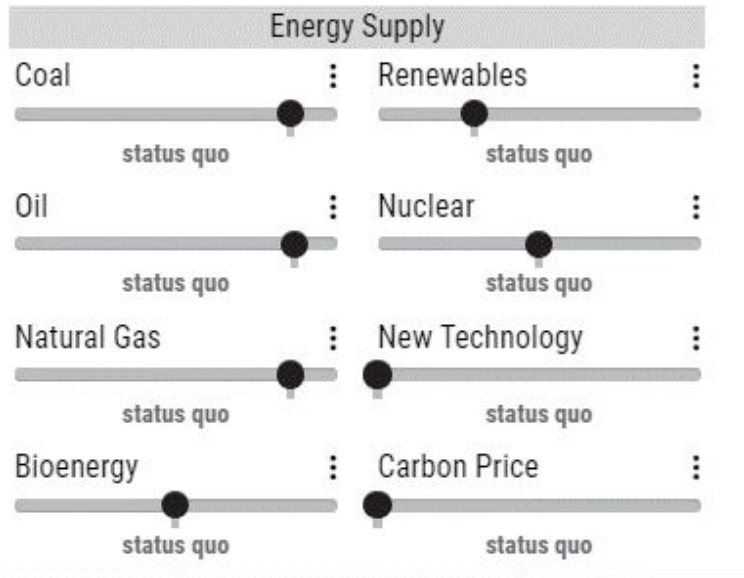 Energy Supply
Coal
Renewables
status quo
status quo
Oil
Nuclear
status quo
status quo
Natural Gas
New Technology
status quo
status quo
Bioenergy
Carbon Price
status quo
status quo